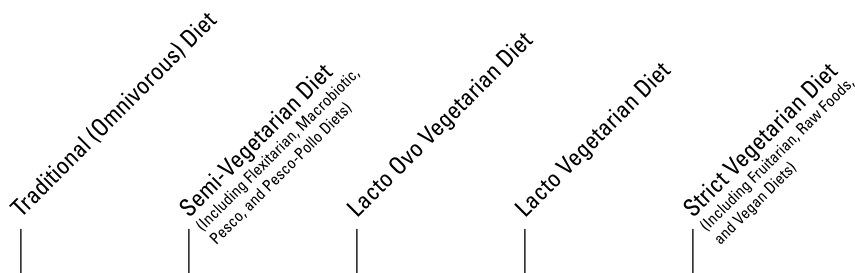 Traditional (Omnivorous) Diet
Semi-Vegetarian Diet
(Including Flexitarian, Macrobiotic,
Pesco, and Pesco-Pollo Diets)
Lacto Ovo Vegetarian Diet
Lacto Vegetarian Diet
Strict Vegetarian Diet
(Including Fruitarian, Raw Foods,
and Vegan Diets)